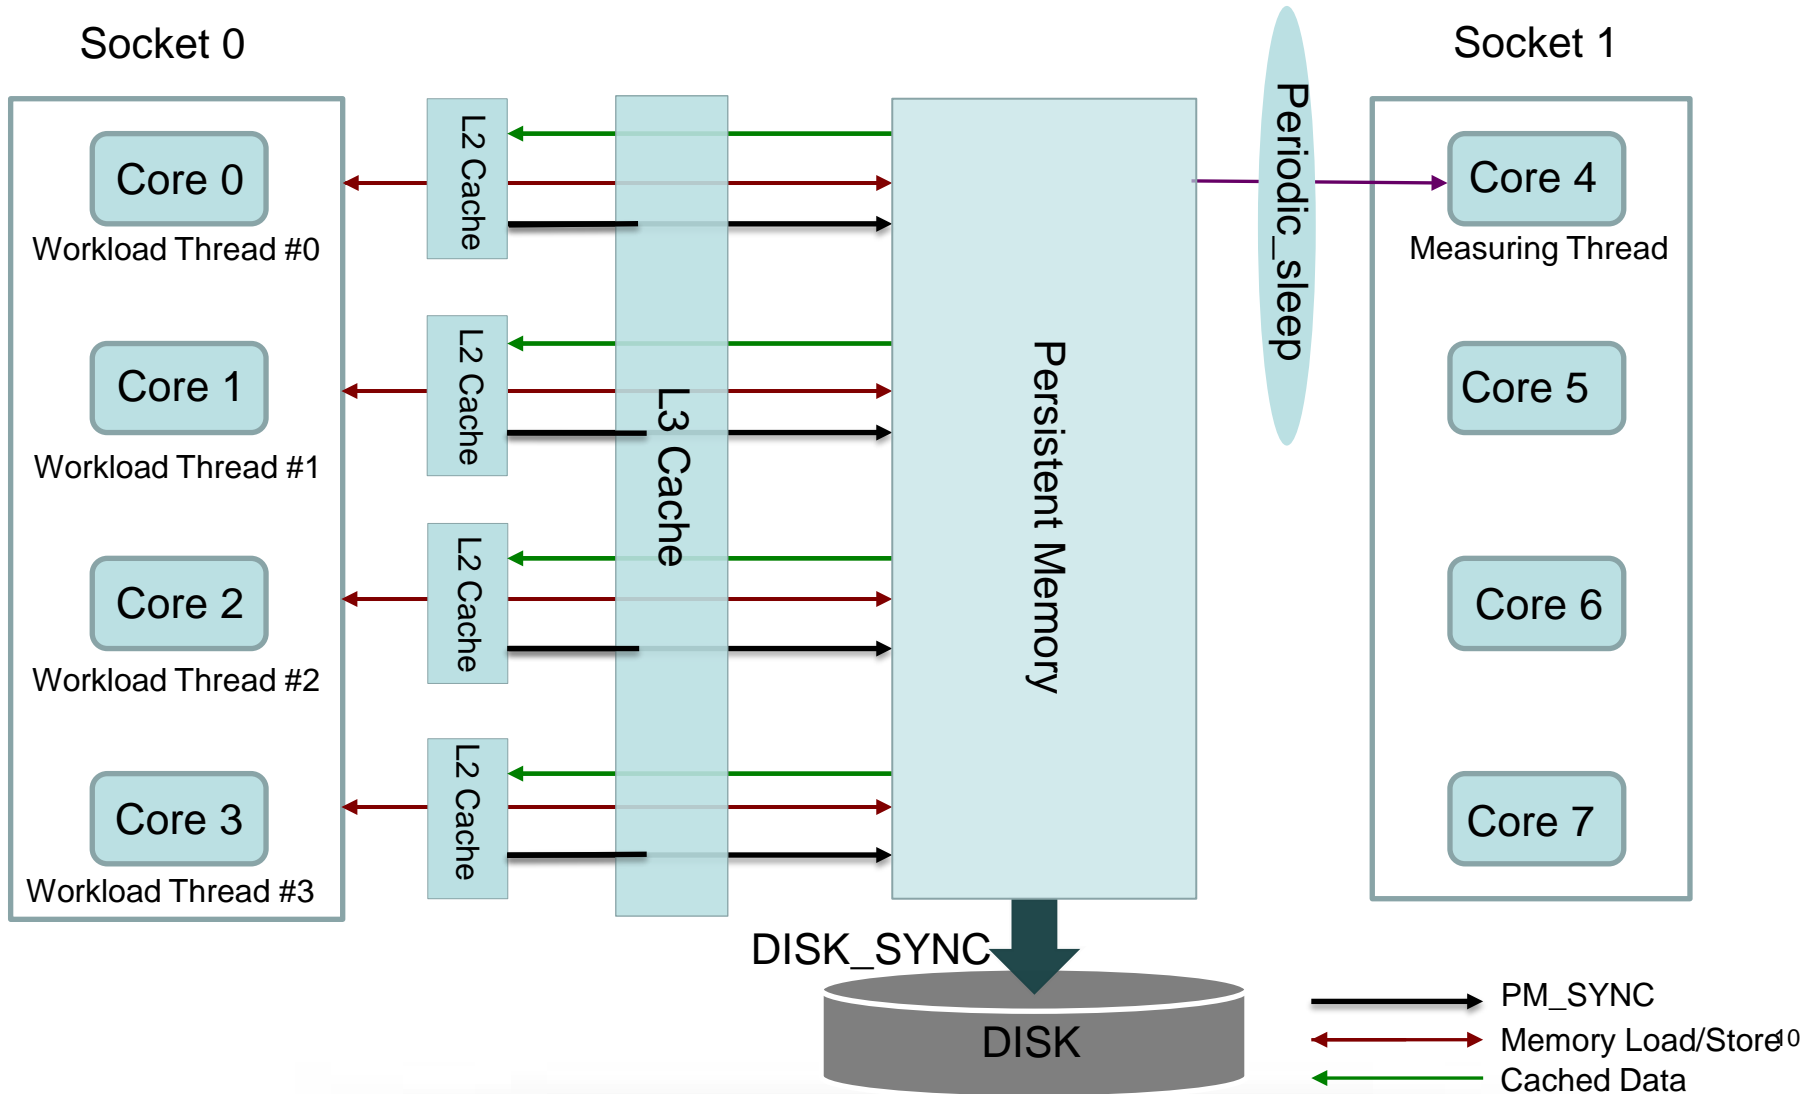 Socket 0
Socket 1
Core 0
Workload Thread #0
Core 1
Workload Thread #1
Core 2
Workload Thread #2
Core 3
Workload Thread #3
L2 Cache
L2 Cache
L2 Cache
L2 Cache
L3 Cache
Persistent Memory
Periodic_sleep
Core 4
Measuring Thread
Core 5
Core 6
Core 7
DISK_SYNC
DISK
PM_SYNC
Memory Load/Store
10
Cached Data